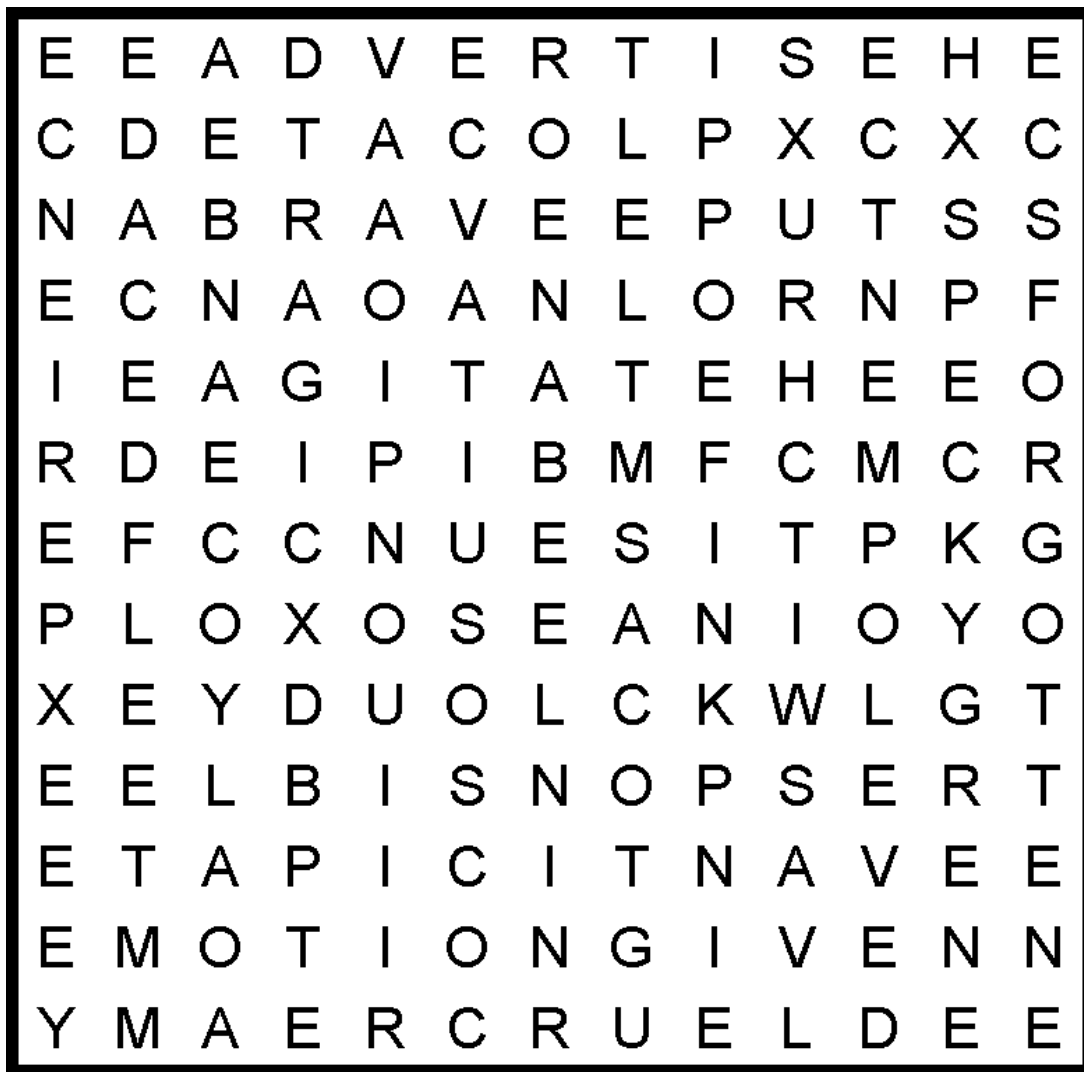 E E A D V E R T I S E H E
C D E T A C O L P X C X C
N A B R A V E E P U T S S
E C N A O A N L O R N P F
I E A G I T A T E H E E O
R D E I P I B M F C M C R
E F C C N U E S I T P K G
P L O X O S E A N I O Y O
X E Y D U O L C K W L G T
E E L B I S N O P S E R T
E T A P I C I T N A V E E
E M O T I O N G I V E N N
Y M A E R C R U E L D E E